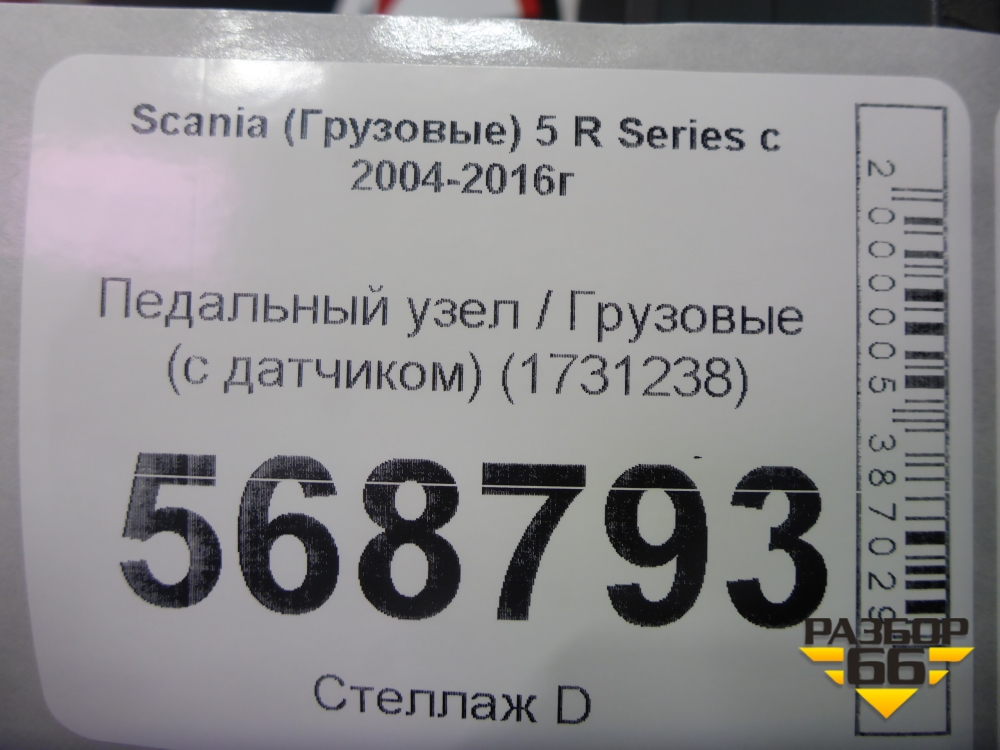 Scania (Грузовые) 5 R Series с
2004-2016г
Педальный узел / Грузовые
(с датчиком) (1731238)
568793
Стеллаж D
2000005387029
РАЗБОР
66